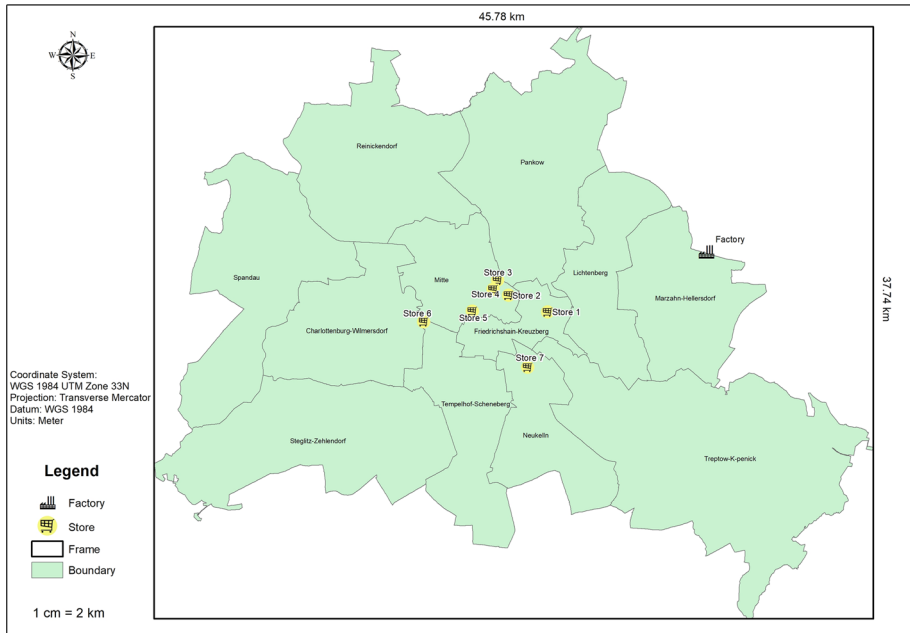 45.78 km
N
W
E
S
Reinickendorf
Pankow
Factory
Spandau
Mitte
Store 3
Lichtenberg
Store 4
Store 2
Marzahn-Hellersdorf
37.74 km
Store 6
Store 5
Store 1
Charlottenburg-Wilmersdorf
Friedrichshain-Kreuzberg
Store 7
Coordinate System:
WGS 1984 UTM Zone 33N
Projection: Transverse Mercator
Datum: WGS 1984
Units: Meter
Tempelhof-Scheneberg
Steglitz-Zehlendorf
Neukelln
Treptow-K-penick
Legend
Factory
Store
Frame
Boundary
1 cm = 2 km